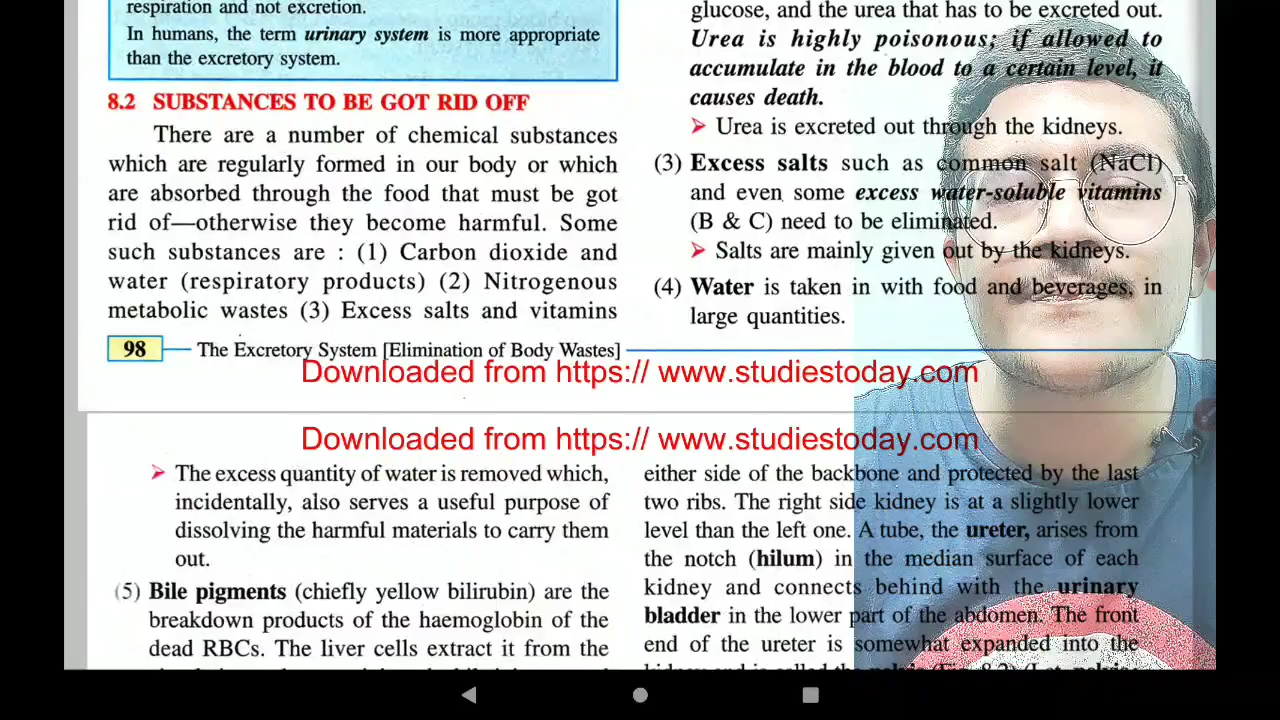 respiration and not excretion.
In humans, the term urinary system is more appropriate
than the excretory system.
8.2 SUBSTANCES TO BE GOT RID OFF
There are a number of chemical substances
which are regularly formed in our body or which
are absorbed through the food that must be got
rid of—otherwise they become harmful. Some
such substances are : (1) Carbon dioxide and
water (respiratory products) (2) Nitrogenous
metabolic wastes (3) Excess salts and vitamins
glucose, and the urea that has to be excreted out.
Urea is highly poisonous; if allowed to
accumulate in the blood to a certain level, it
causes death.
➤ Urea is excreted out through the kidneys.
(3) Excess salts such as common salt (NaCl)
and even some excess water-soluble vitamins
(B & C) need to be eliminated.
➤ Salts are mainly given out by the kidneys.
(4) Water is taken in with food and beverages, in
large quantities.
98 The Excretory System [Elimination of Body Wastes]
Downloaded from https:// www.studiestoday.com
Downloaded from https:// www.studiestoday.com
➤ The excess quantity of water is removed which,
incidentally, also serves a useful purpose of
dissolving the harmful materials to carry them
out.
(5) Bile pigments (chiefly yellow bilirubin) are the
breakdown products of the haemoglobin of the
dead RBCs. The liver cells extract it from the
either side of the backbone and protected by the last
two ribs. The right side kidney is at a slightly lower
level than the left one. A tube, the ureter, arises from
the notch (hilum) in the median surface of each
kidney and connects behind with the urinary
bladder in the lower part of the abdomen. The front
end of the ureter is somewhat expanded into the